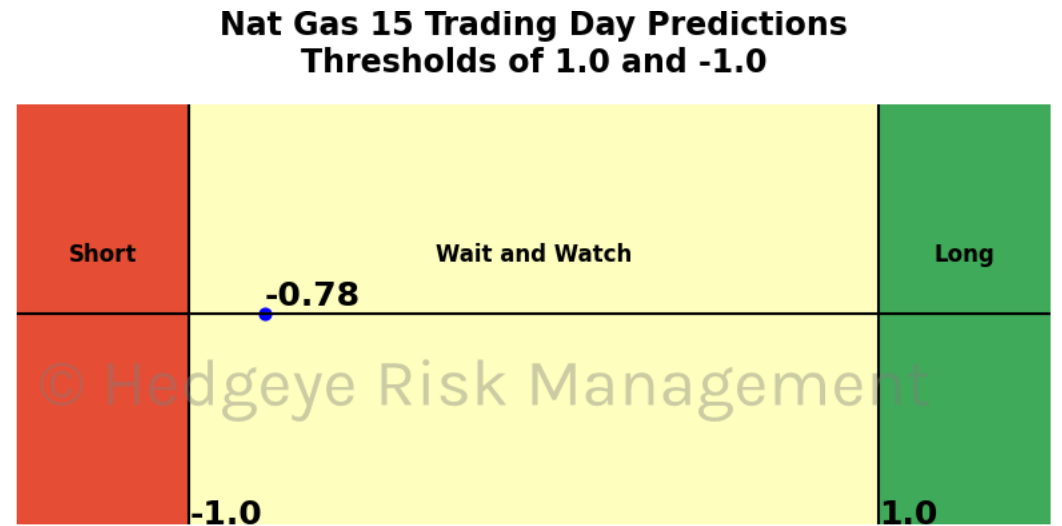 Nat Gas 15 Trading Day Predictions
Thresholds of 1.0 and -1.0
Short
Wait and Watch
Long
-0.78
© Hedgeye Risk Management
-1.0
1.0